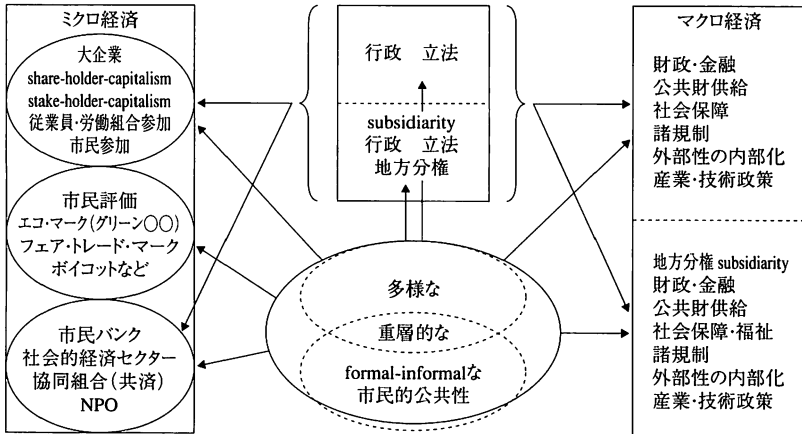 ミクロ経済
大企業
share-holder-capitalism
stake-holder-capitalism
従業員・労働組合参加
市民参加
市民評価
エコ・マーク(グリーン〇〇)
フェア・トレード・マーク
ボイコットなど
市民バンク
社会的経済セクター
協同組合(共済)
NPO
行政 立法
subsidiarity
行政 立法
地方分権
多様な
重層的な
formal-informalな
市民的公共性
マクロ経済
財政・金融
公共財供給
社会保障
諸規制
外部性の内部化
産業・技術政策
地方分権 subsidiarity
財政・金融
公共財供給
社会保障・福祉
諸規制
外部性の内部化
産業・技術政策